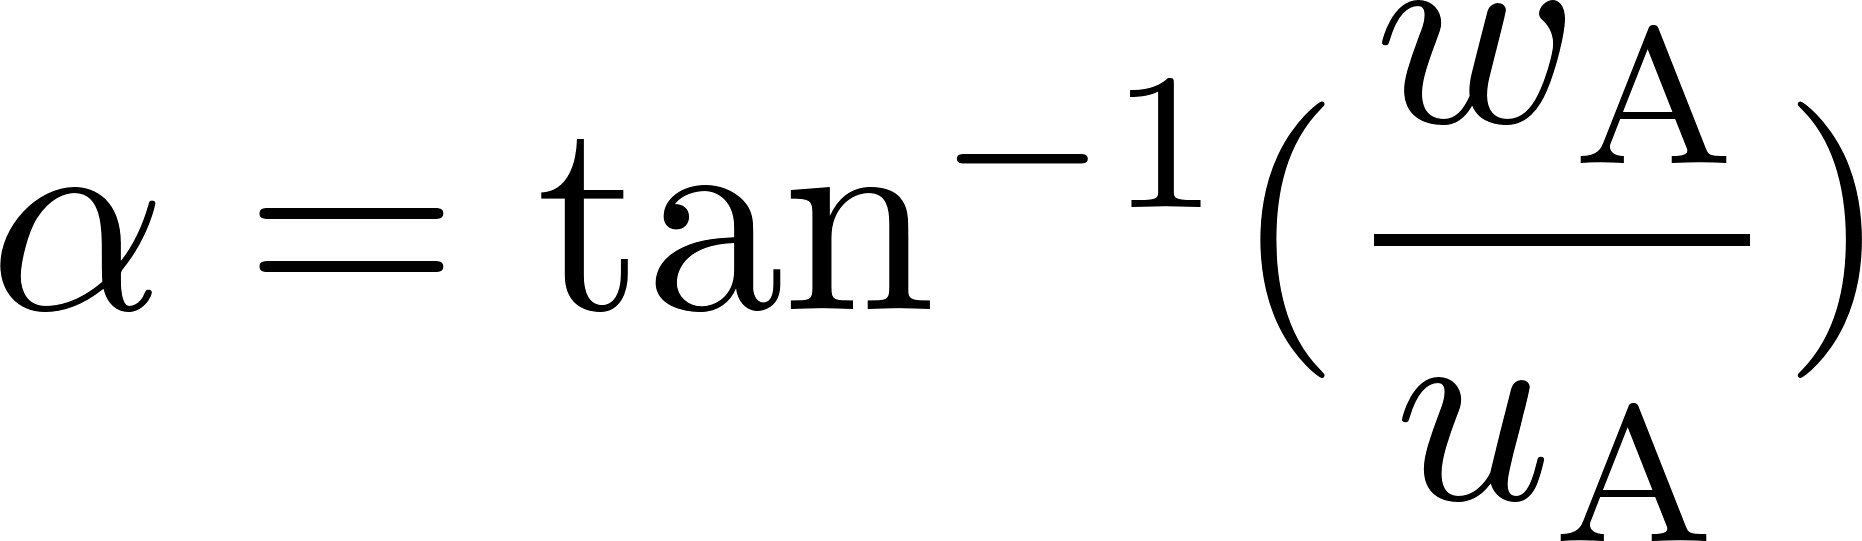 α = tan⁻¹(w_A/u_A)